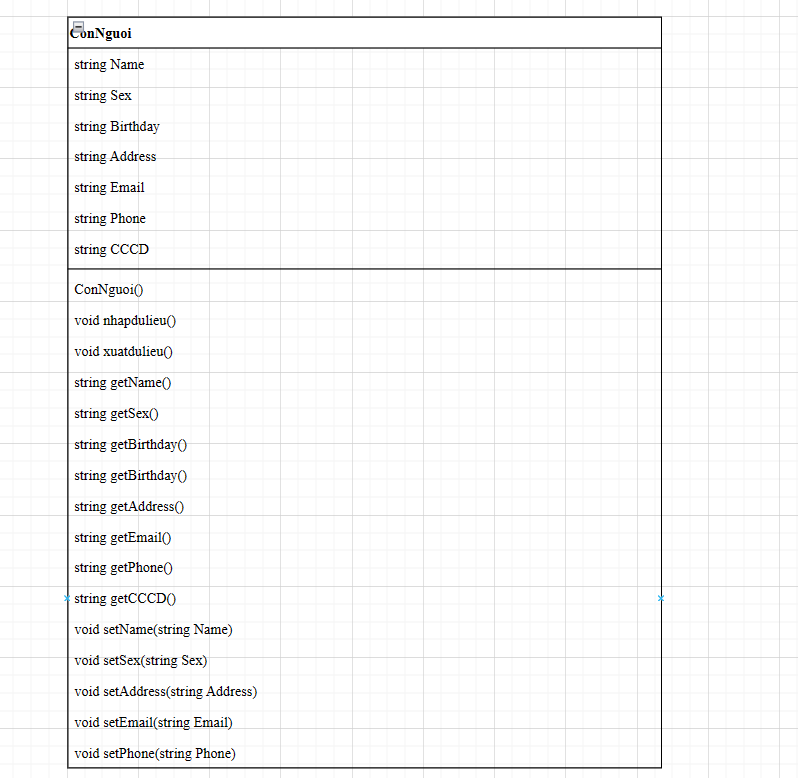 ConNguoi
string Name
string Sex
string Birthday
string Address
string Email
string Phone
string CCCD
ConNguoi()
void nhapdulieu()
void xuatdulieu()
string getName()
string getSex()
string getBirthday()
string getBirthday()
string getAddress()
string getEmail()
string getPhone()
string getCCCD()
void setName(string Name)
void setSex(string Sex)
void setAddress(string Address)
void setEmail(string Email)
void setPhone(string Phone)